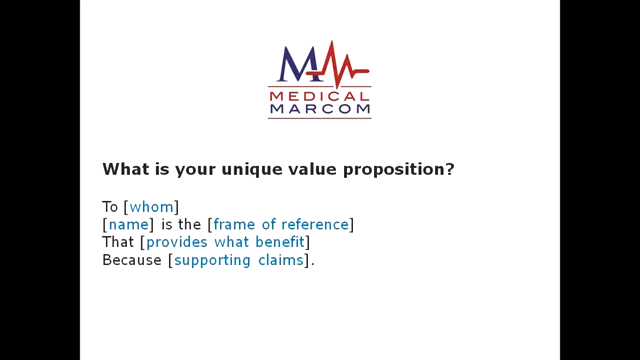 MEDICAL
MARCOM
What is your unique value proposition?
To [whom]
[name] is the [frame of reference]
That [provides what benefit]
Because [supporting claims].